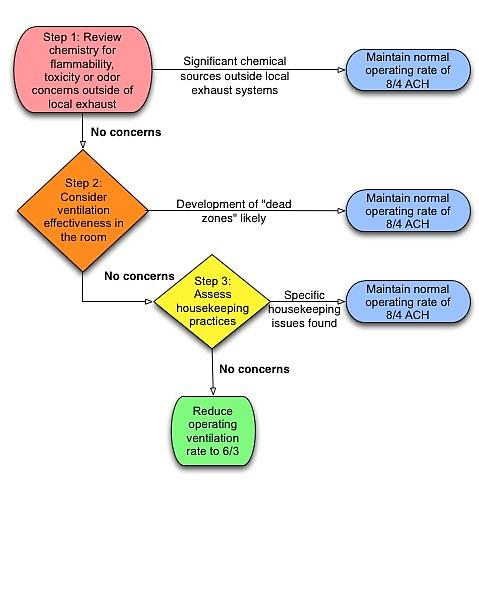 Step 1: Review
chemistry for
flammability,
toxicity or odor
concerns outside of
local exhaust
Significant chemical
sources outside local
exhaust systems
Maintain normal
operating rate of
8/4 ACH
No concerns
Step 2:
Consider
ventilation
effectiveness in
the room
Development of "dead
zones" likely
Maintain normal
operating rate of
8/4 ACH
No concerns
Step 3:
Assess
housekeeping
practices
Specific
housekeeping
issues found
Maintain normal
operating rate of
8/4 ACH
No concerns
Reduce
operating
ventilation
rate to 6/3